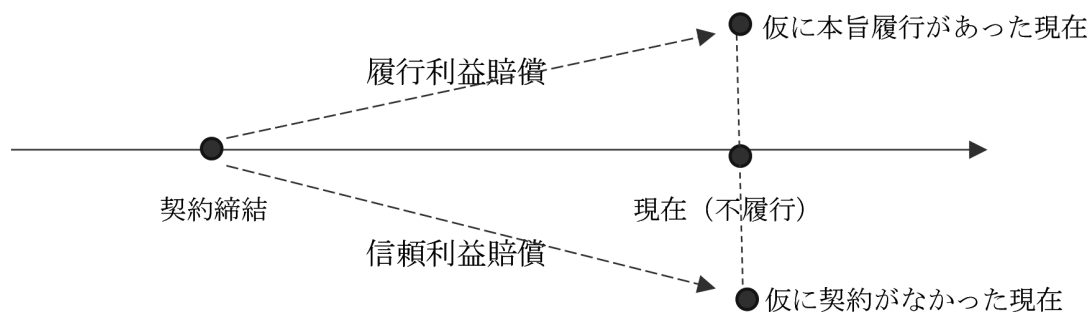 仮に本旨履行があった現在
履行利益賠償
契約締結
現在（不履行）
信頼利益賠償
仮に契約がなかった現在